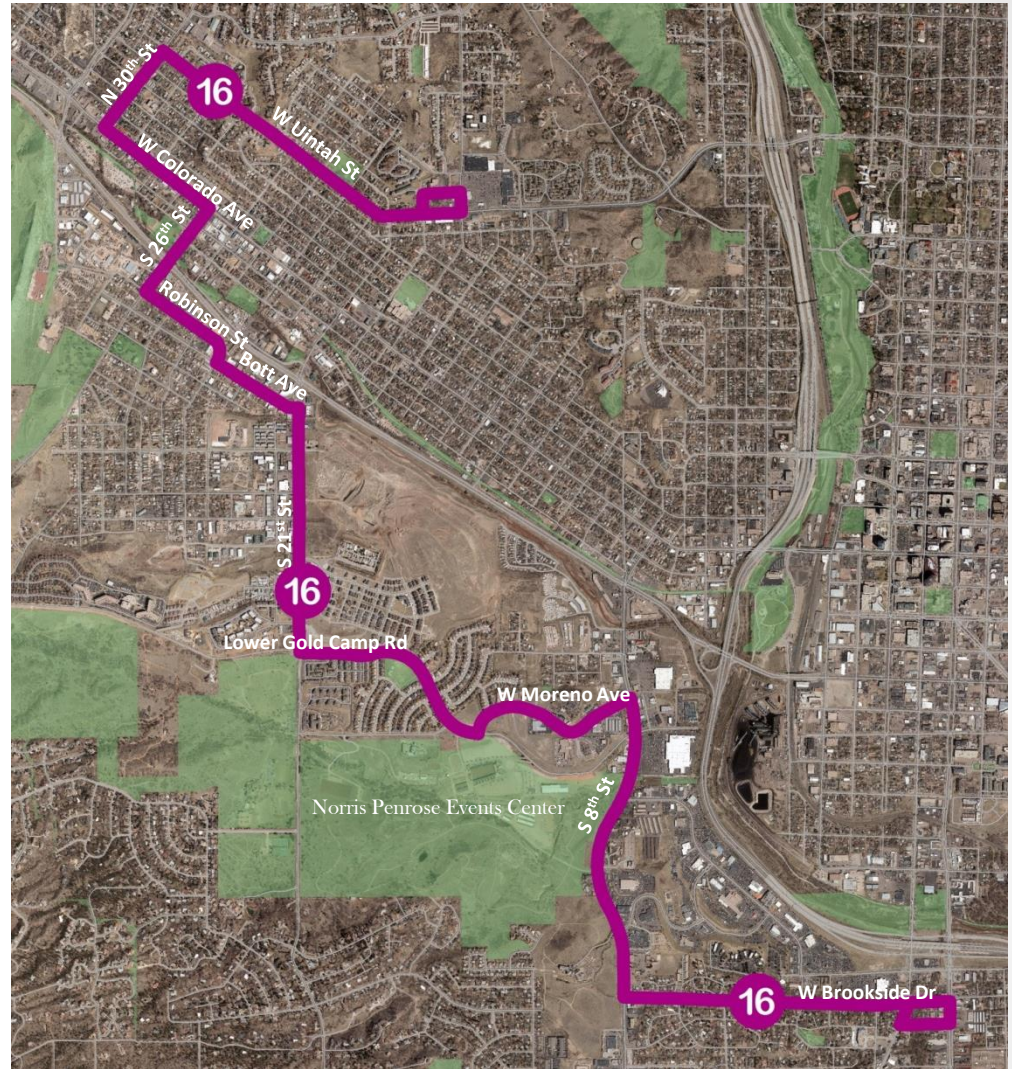 N 30th St
16
W Uintah St
W Colorado Ave
S 26th St
Robinson St
Bott Ave
S 21st St
16
Lower Gold Camp Rd
W Moreno Ave
Norris Penrose Events Center
S 8th St
16
W Brookside Dr